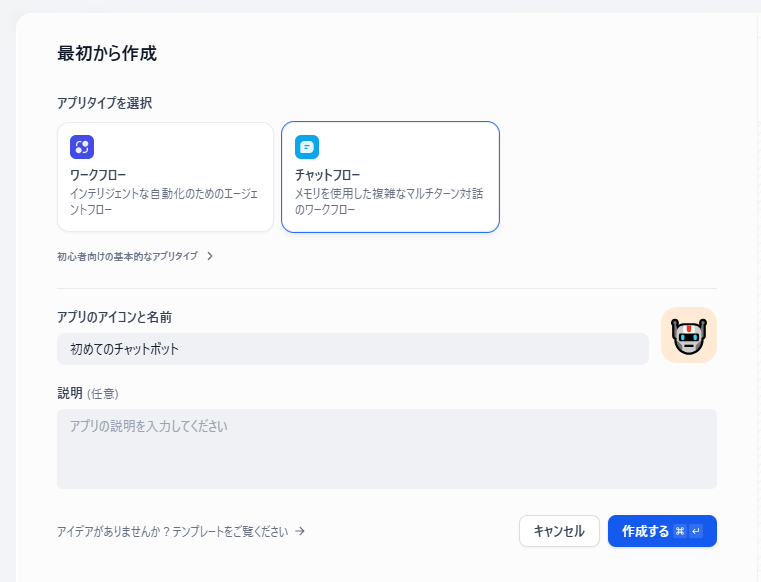 最初から作成
アプリタイプを選択
ワークフロー
インテリジェントな自動化のためのエージェ
ントフロー
チャットフロー
メモリを使用した複雑なマルチターン対話
のワークフロー
初心者向けの基本的なアプリタイプ >
アプリのアイコンと名前
初めてのチャットポット
説明 (任意)
アプリの説明を入力してください
アイデアがありませんか？テンプレートをご覧ください →
キャンセル
作成する ⌘ ↵